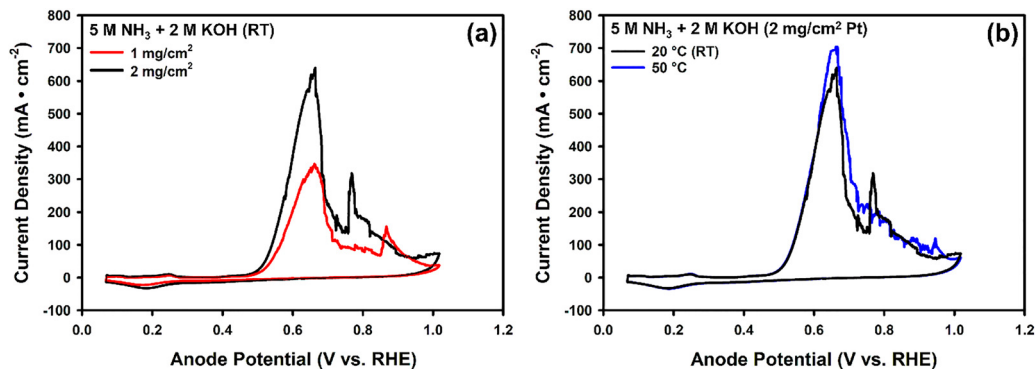 5 M NH₃ + 2 M KOH (RT)
(a)
1 mg/cm²
2 mg/cm²
800
700
600
500
400
300
200
100
0
-100
Current Density (mA • cm⁻²)
0.0 0.2 0.4 0.6 0.8 1.0 1.2
Anode Potential (V vs. RHE)
5 M NH₃ + 2 M KOH (2 mg/cm² Pt)
(b)
20 °C (RT)
50 °C
800
700
600
500
400
300
200
100
0
-100
Current Density (mA • cm⁻²)
0.0 0.2 0.4 0.6 0.8 1.0 1.2
Anode Potential (V vs. RHE)